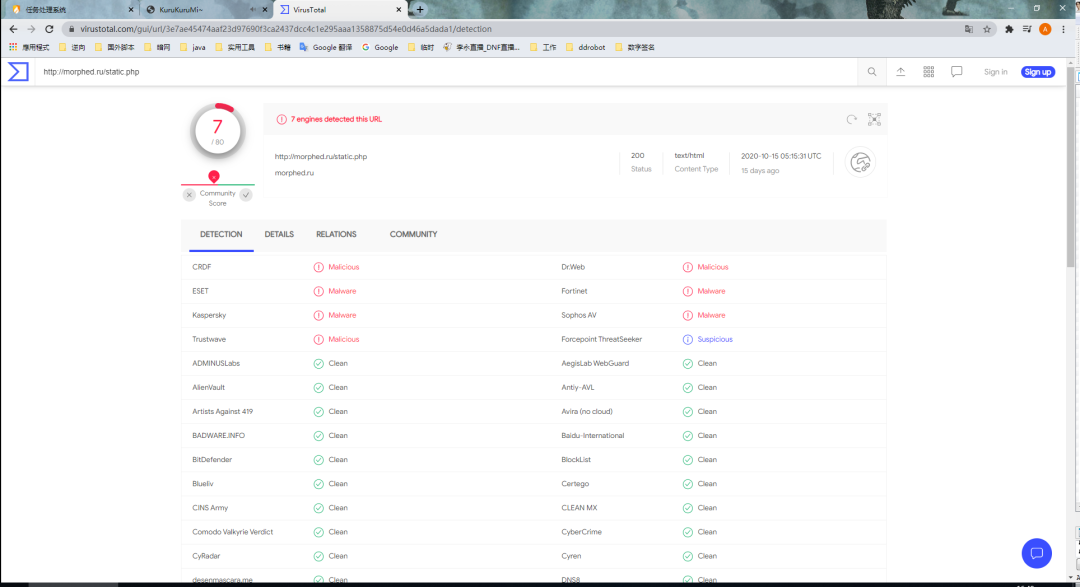 任务处理系统
KuruKuruMi~
VirusTotal
virustotal.com/gui/url/3e7ae45474aaf23d97690f3ca2437dcc4c1e295aaa1358875d54e0d46a5dada1/detection
应用程式 逆向 国外脚本 暗网 java 实用工具 书籍 Google 翻译 Google 临时 李永直播_DNF直播... 工作 ddrobot 数字签名
http://morphed.ru/static.php
Sign in
Sign up
7
/ 80
7 engines detected this URL
http://morphed.ru/static.php
morphed.ru
200
Status
text/html
Content Type
2020-10-15 05:15:31 UTC
15 days ago
Community
Score
DETECTION DETAILS RELATIONS COMMUNITY
CRDF Malicious Dr.Web Malicious
ESET Malware Fortinet Malware
Kaspersky Malware Sophos AV Malware
Trustwave Malicious Forcepoint ThreatSeeker Suspicious
ADMINUSLabs Clean AegisLab WebGuard Clean
AlienVault Clean Antiy-AVL Clean
Artists Against 419 Clean Avira (no cloud) Clean
BADWARE.INFO Clean Baidu-International Clean
BitDefender Clean BlockList Clean
Blueliv Clean Certego Clean
CINS Army Clean CLEAN MX Clean
Comodo Valkyrie Verdict Clean CyberCrime Clean
CyRadar Clean Cyren Clean
desenmascara.me Clean DNS8 Clean